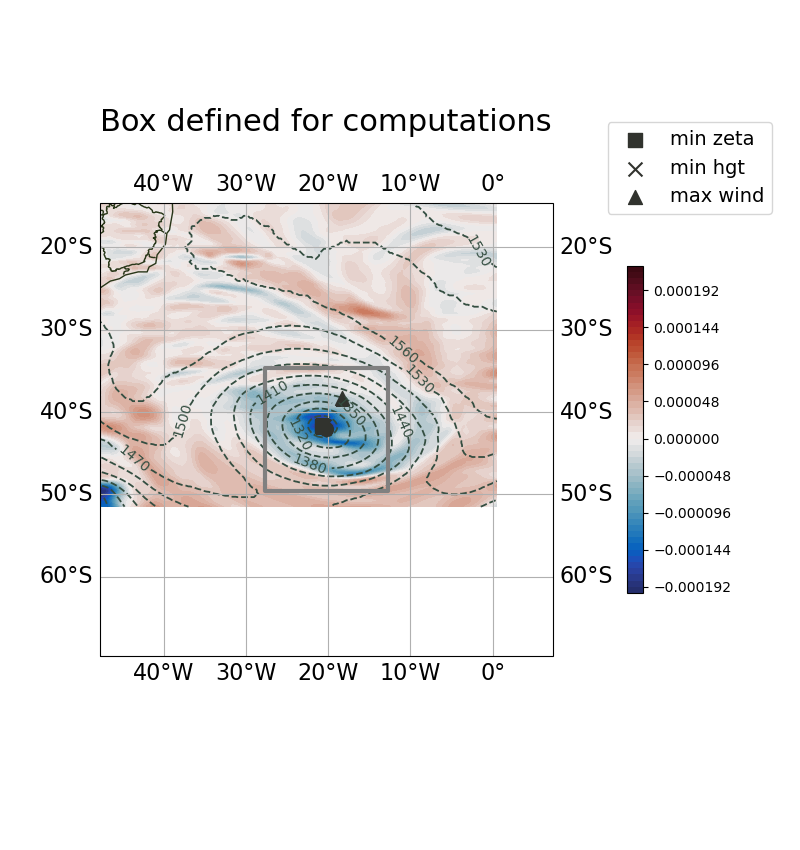 Box defined for computations
min zeta
min hgt
max wind
40°W 30°W 20°W 10°W 0°
20°S 20°S
30°S 30°S
40°S 40°S
50°S 50°S
60°S 60°S
40°W 30°W 20°W 10°W 0°
1530
1560
1530
1410
1500
1440
1320
1380
1470
0.000192
0.000144
0.000096
0.000048
0.000000
−0.000048
−0.000096
−0.000144
−0.000192